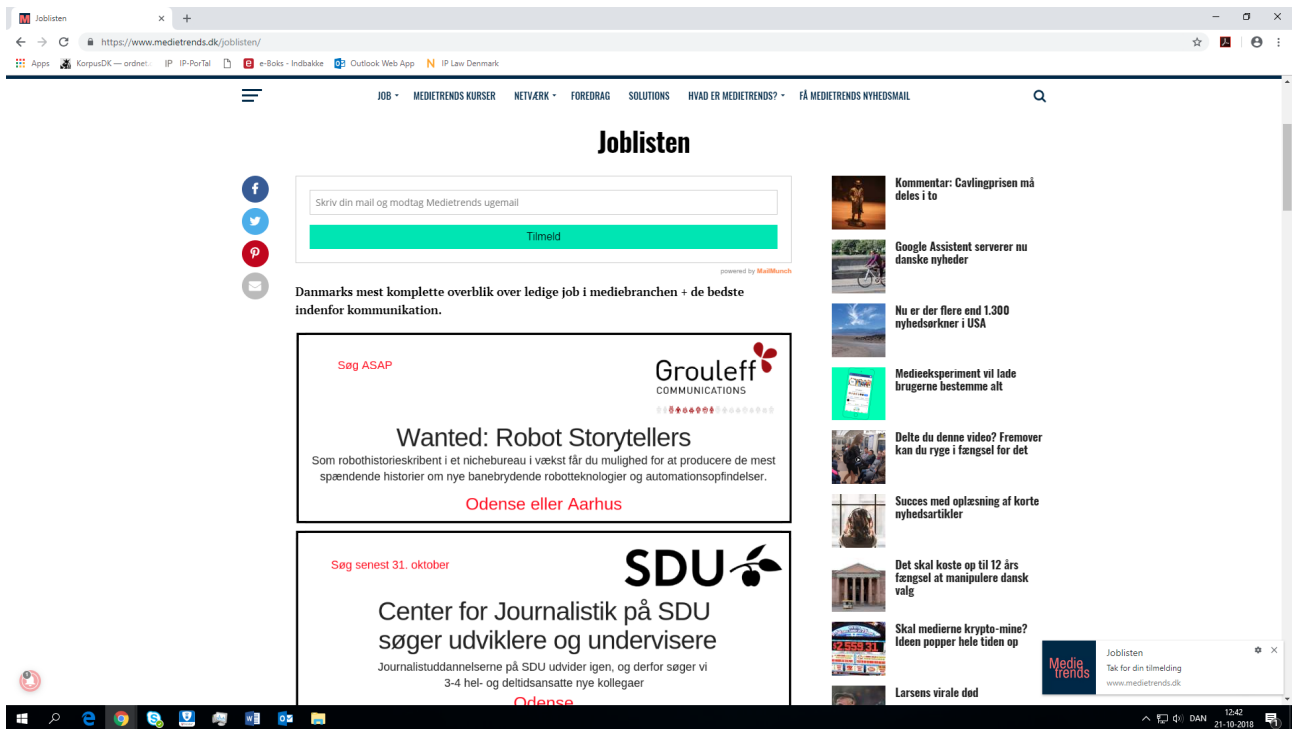 Joblisten
https://www.medietrends.dk/joblisten/
Apps KorpusDK — ordnet. IP IP-PorTal e-Boks - Indbakke Outlook Web App N IP Law Denmark
JOB MEDIETRENDS KURSER NETVÆRK FOREDRAG SOLUTIONS HVAD ER MEDIETRENDS? FÅ MEDIETRENDS NYHEDSMAIL
Joblisten
Skriv din mail og modtag Medietrends ugemail
Tilmeld
powered by MailMunch
Danmarks mest komplette overblik over ledige job i mediebranchen + de bedste
indenfor kommunikation.
Søg ASAP
Grouleff
COMMUNICATIONS
Wanted: Robot Storytellers
Som robothistorieskribent i et nichebureau i vækst får du mulighed for at producere de mest
spændende historier om nye banebrydende robotteknologier og automationsopfindelser.
Odense eller Aarhus
Søg senest 31. oktober
SDU
Center for Journalistik på SDU
søger udviklere og undervisere
Journalistuddannelserne på SDU udvider igen, og derfor søger vi
3-4 hel- og deltidsansatte nye kollegaer
Odense
Kommentar: Cavlingprisen må
deles i to
Google Assistent serverer nu
danske nyheder
Nu er der flere end 1.300
nyhedsørkner i USA
Medieeksperiment vil lade
brugerne bestemme alt
Delte du denne video? Fremover
kan du ryge i fængsel for det
Succes med oplæsning af korte
nyhedsartikler
Det skal koste op til 12 års
fængsel at manipulere dansk
valg
Skal medierne krypto-mine?
Ideen popper hele tiden op
Larsens virale død
Medie
trends
Joblisten
Tak for din tilmelding
www.medietrends.dk
DAN
12:42
21-10-2018